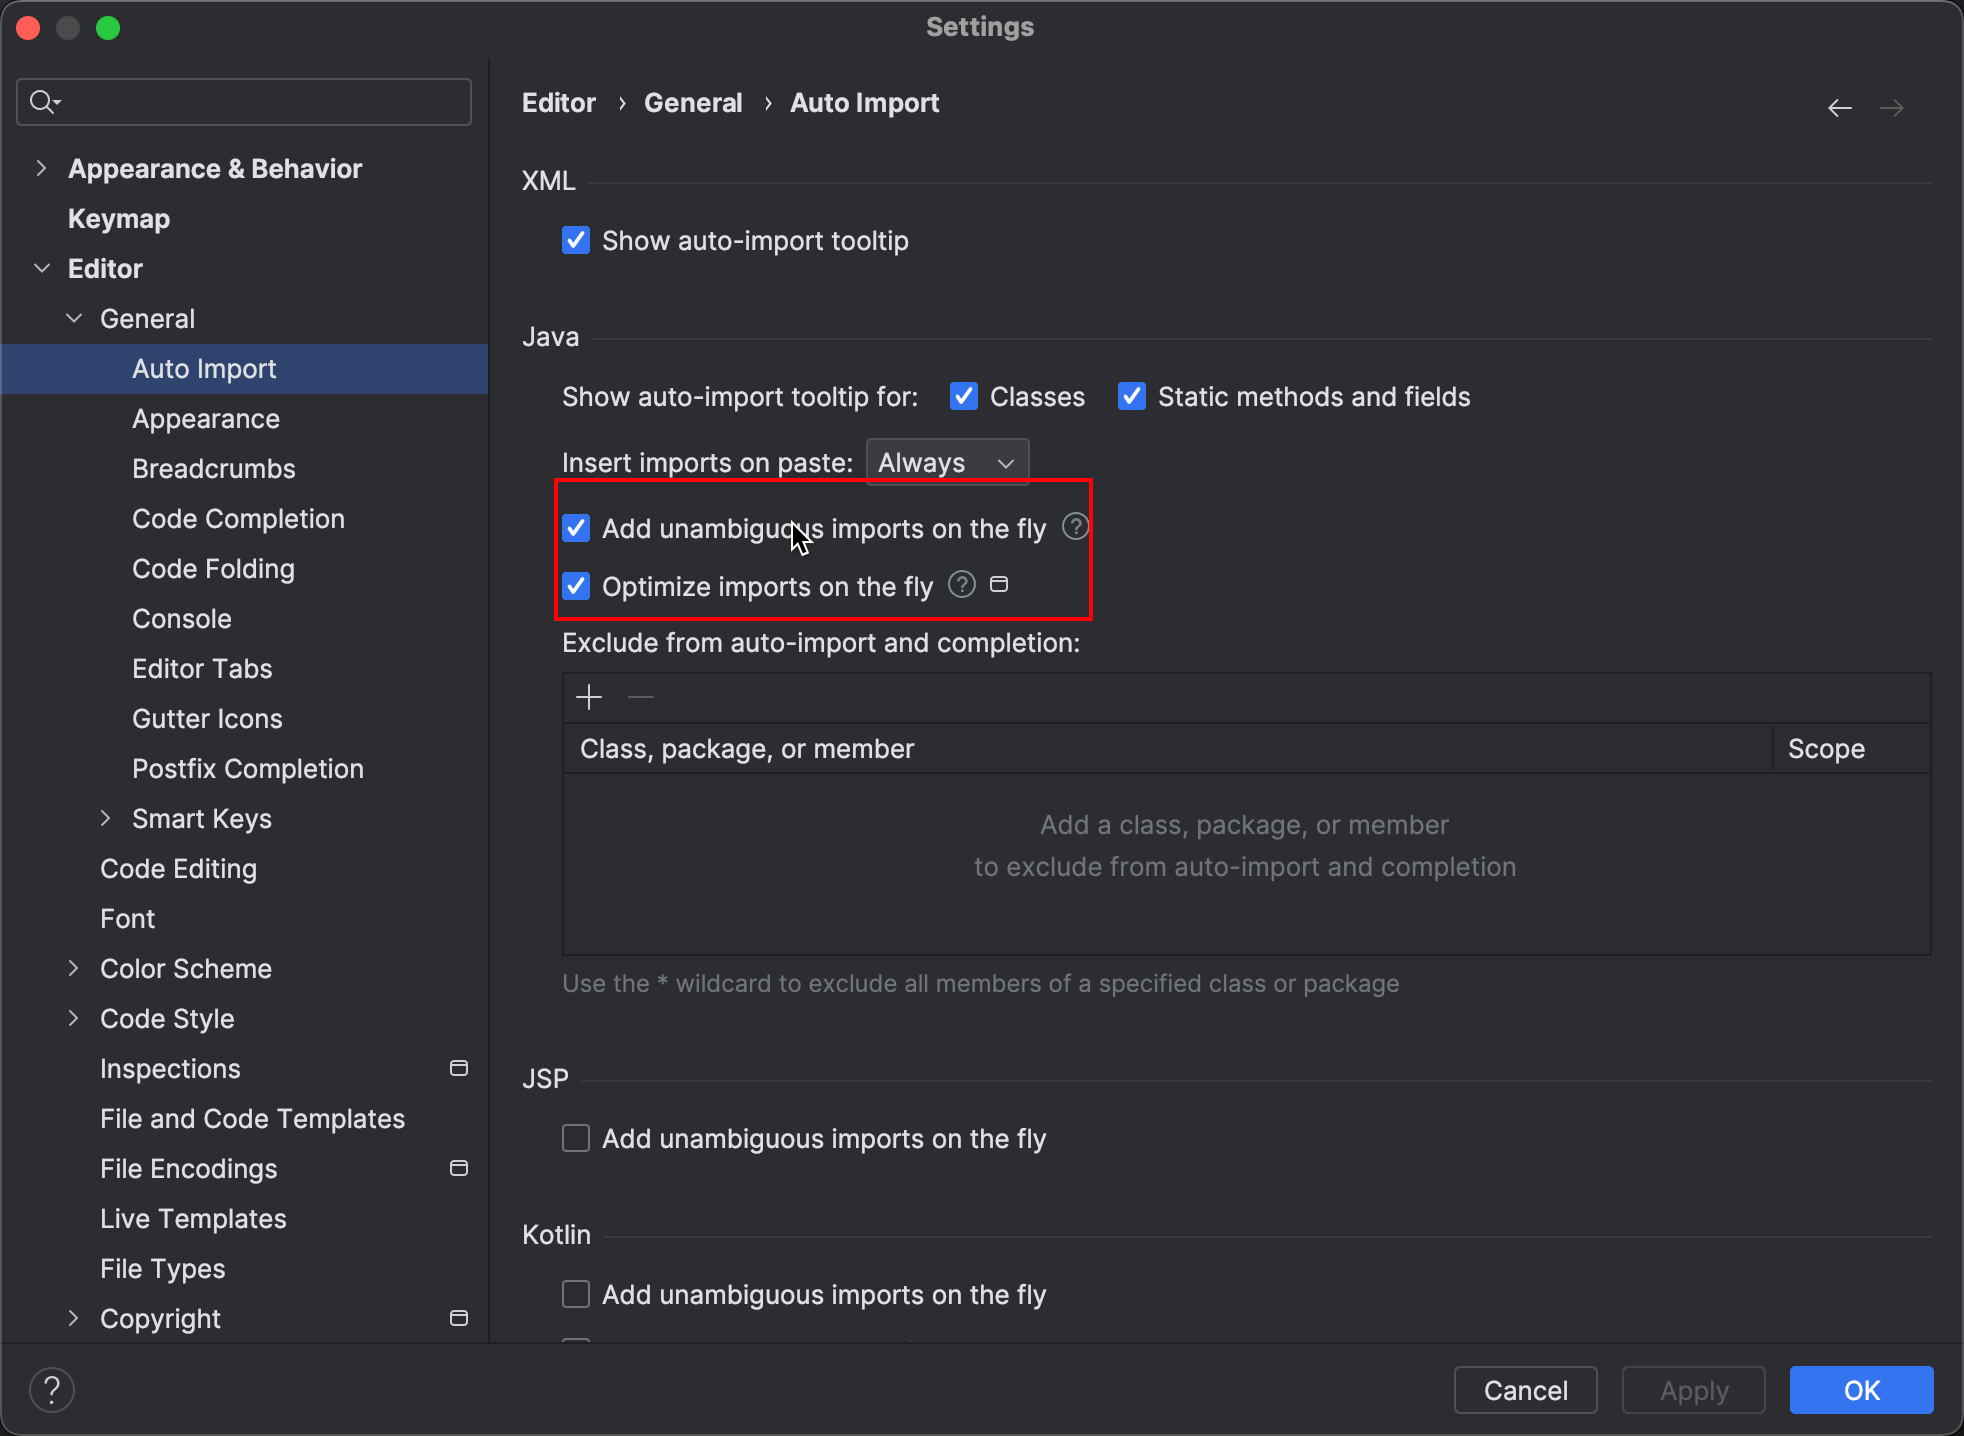 Settings
Appearance & Behavior
Keymap
Editor
General
Auto Import
Appearance
Breadcrumbs
Code Completion
Code Folding
Console
Editor Tabs
Gutter Icons
Postfix Completion
Smart Keys
Code Editing
Font
Color Scheme
Code Style
Inspections
File and Code Templates
File Encodings
Live Templates
File Types
Copyright
Editor › General › Auto Import
XML
Show auto-import tooltip
Java
Show auto-import tooltip for: Classes Static methods and fields
Insert imports on paste: Always
Add unambiguous imports on the fly ?
Optimize imports on the fly ?
Exclude from auto-import and completion:
Class, package, or member Scope
Add a class, package, or member
to exclude from auto-import and completion
Use the * wildcard to exclude all members of a specified class or package
JSP
Add unambiguous imports on the fly
Kotlin
Add unambiguous imports on the fly
? Cancel Apply OK